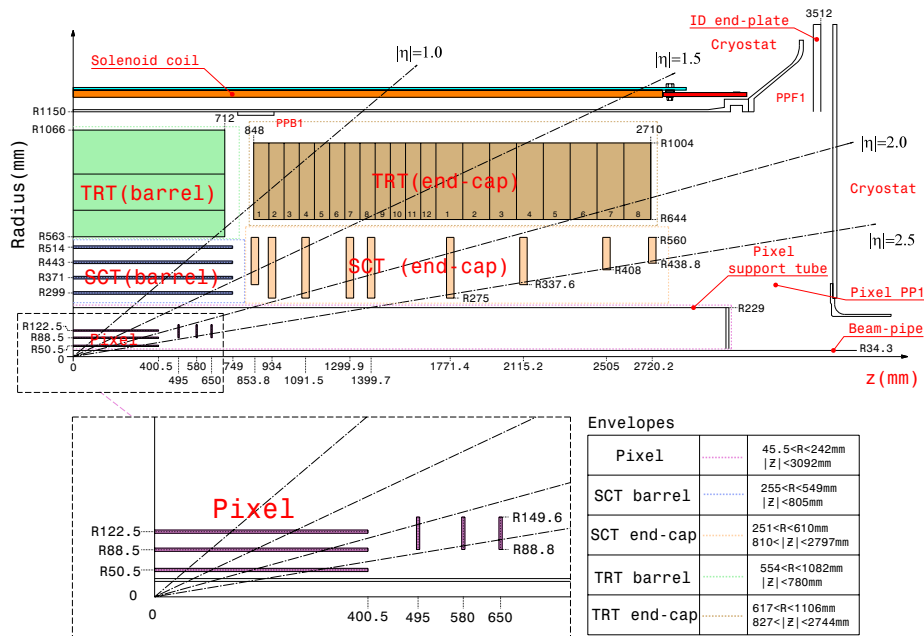 ID end-plate
3512
Cryostat
|η|=1.0
|η|=1.5
Solenoid coil
PPF1
R1150
PPB1
712
848
2710
R1066
R1004
|η|=2.0
TRT(barrel)
TRT(end-cap)
Radius(mm)
Cryostat
1 2 3 4 5 6 7 8 9 10 11 12 1 2 3 4 5 6 7 8
R644
|η|=2.5
R563
R560
R514
Pixel
support tube
R443
SCT(barrel)
SCT (end-cap)
R438.8
R408
R371
R337.6
Pixel PP1
R299
R275
R229
R122.5
Beam-pipe
R88.5
Pixel
R50.5
R34.3
0
0
400.5
580
749
934
1299.9
1771.4
2115.2
2505
2720.2
z(mm)
495
650
853.8
1091.5
1399.7
Pixel
R149.6
R122.5
R88.5
R88.8
R50.5
0
0
400.5
495
580
650
Envelopes
Pixel
45.5<R<242mm
|Z|<3092mm
SCT barrel
255<R<549mm
|Z|<805mm
SCT end-cap
251<R<610mm
810<|Z|<2797mm
TRT barrel
554<R<1082mm
|Z|<780mm
TRT end-cap
617<R<1106mm
827<|Z|<2744mm